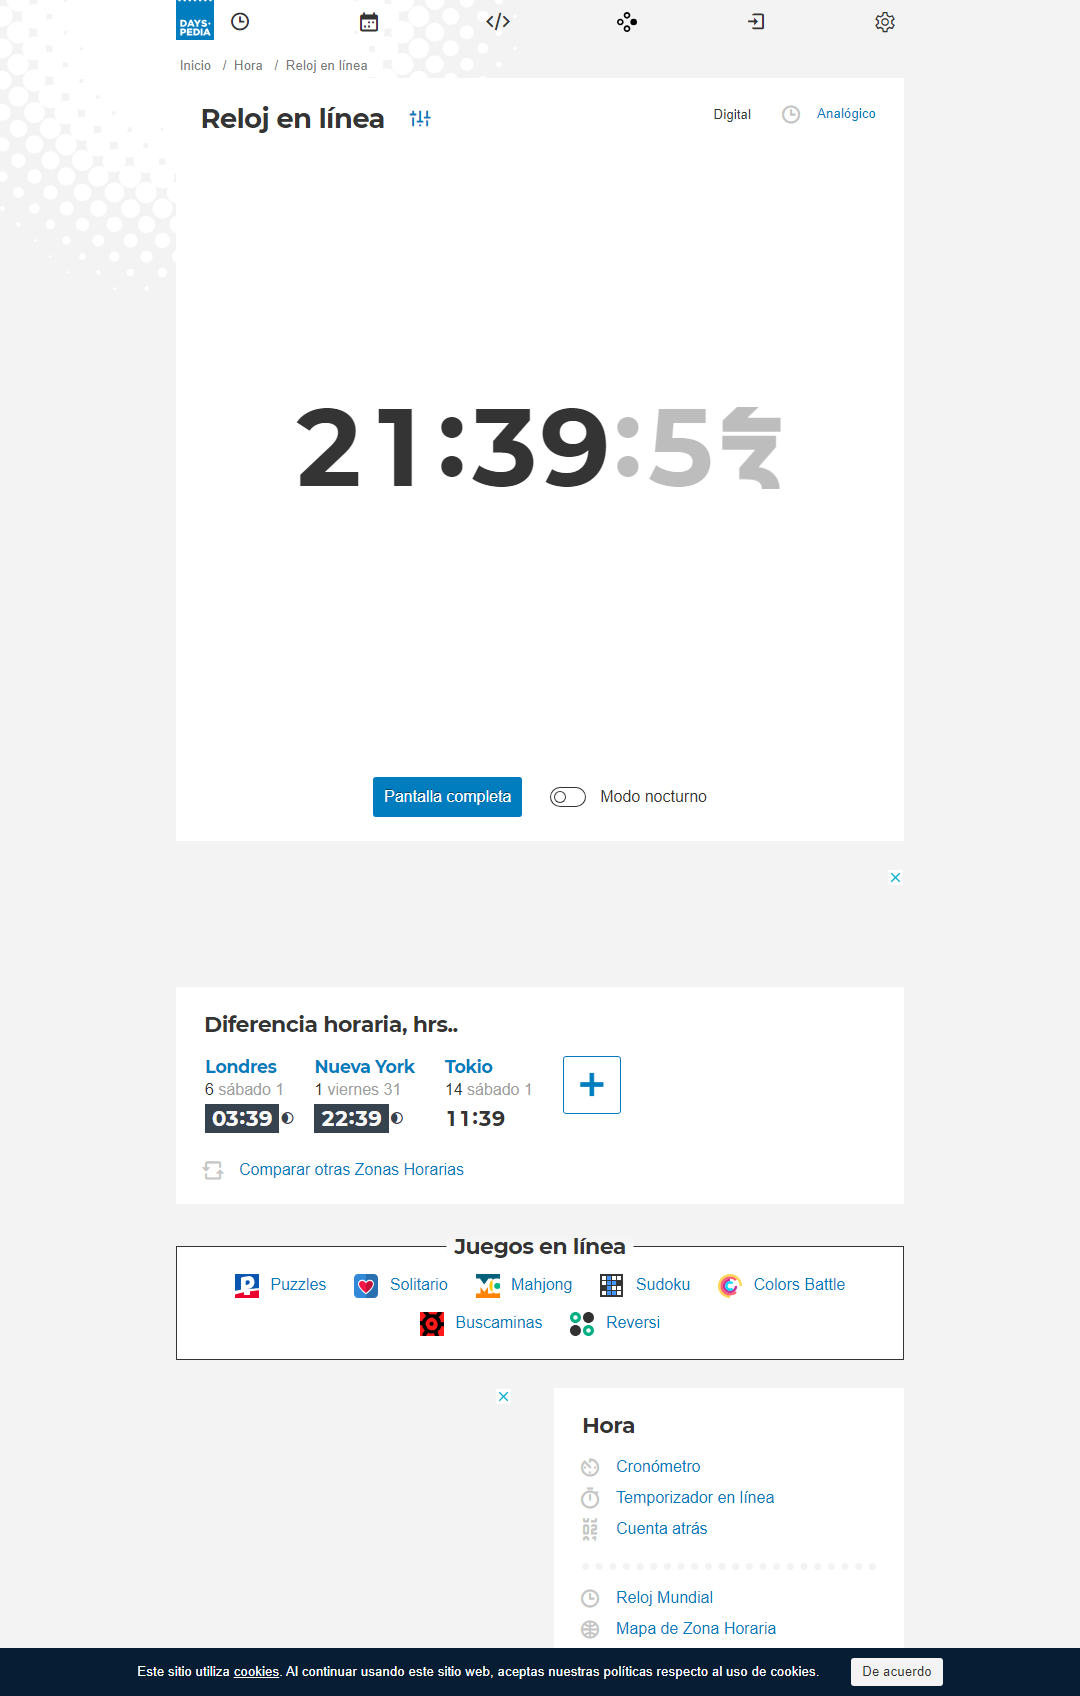 DAYS•
PEDIA
Inicio / Hora / Reloj en línea
Reloj en línea
Digital
Analógico
21:39:5
Pantalla completa
Modo nocturno
Diferencia horaria, hrs..
Londres
6 sábado 1
03:39
Nueva York
1 viernes 31
22:39
Tokio
14 sábado 1
11:39
Comparar otras Zonas Horarias
Juegos en línea
Puzzles
Solitario
Mahjong
Sudoku
Colors Battle
Buscaminas
Reversi
Hora
Cronómetro
Temporizador en línea
Cuenta atrás
Reloj Mundial
Mapa de Zona Horaria
Este sitio utiliza cookies. Al continuar usando este sitio web, aceptas nuestras políticas respecto al uso de cookies.
De acuerdo